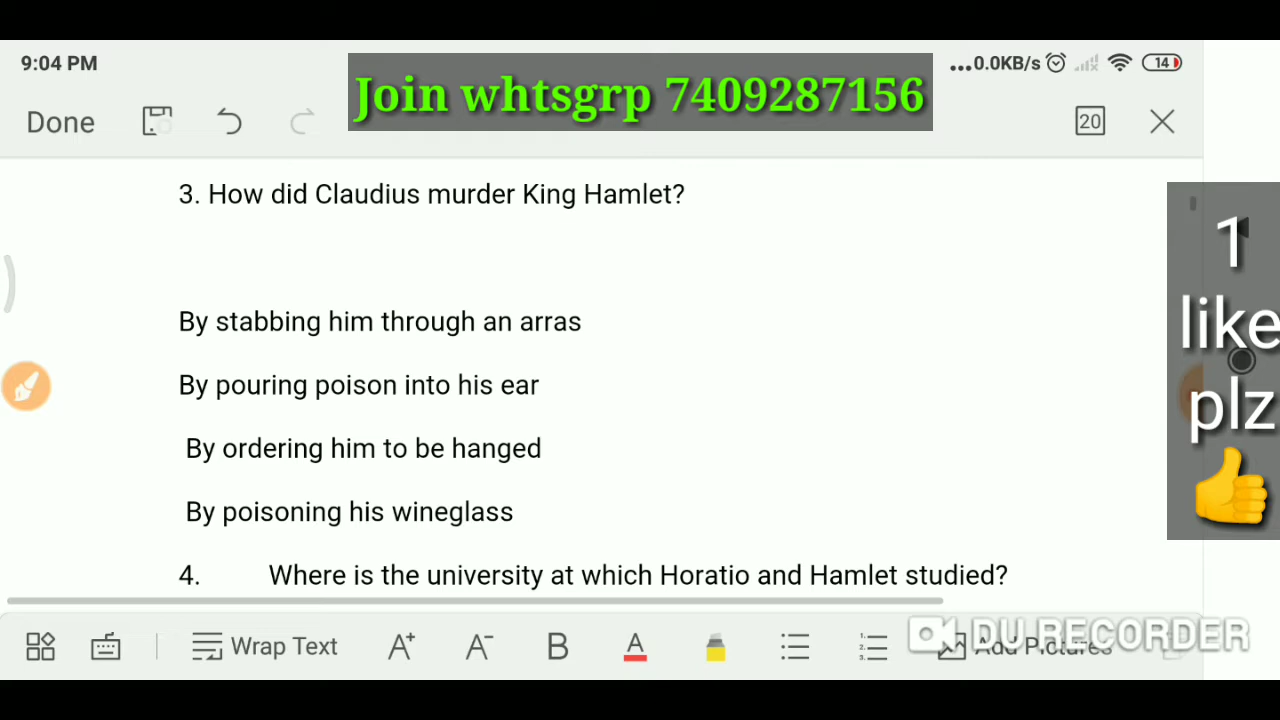 9:04 PM
Join whtsgrp 7409287156
...0.0KB/s
14
Done
20
3. How did Claudius murder King Hamlet?
1
like
plz
By stabbing him through an arras
By pouring poison into his ear
By ordering him to be hanged
By poisoning his wineglass
4. Where is the university at which Horatio and Hamlet studied?
Wrap Text
A+
A-
B
A
Add Pictures
DU RECORDER